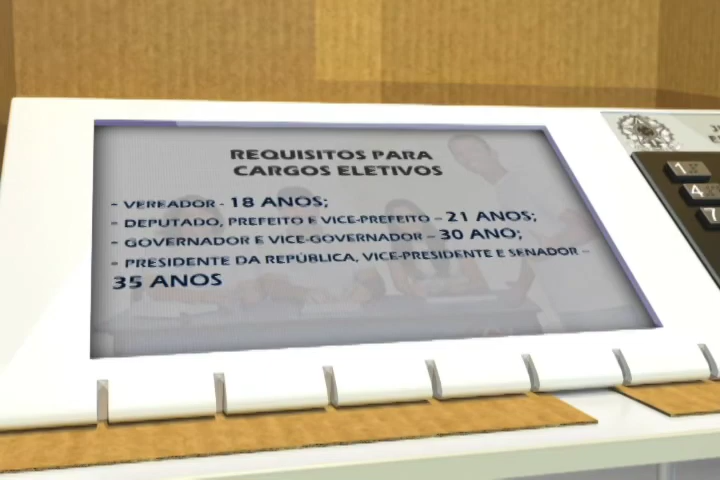 REQUISITOS PARA
CARGOS ELETIVOS
- VEREADOR - 18 ANOS;
- DEPUTADO, PREFEITO E VICE-PREFEITO – 21 ANOS;
- GOVERNADOR E VICE-GOVERNADOR – 30 ANO;
- PRESIDENTE DA REPÚBLICA, VICE-PRESIDENTE E SENADOR –
35 ANOS
1
4
7